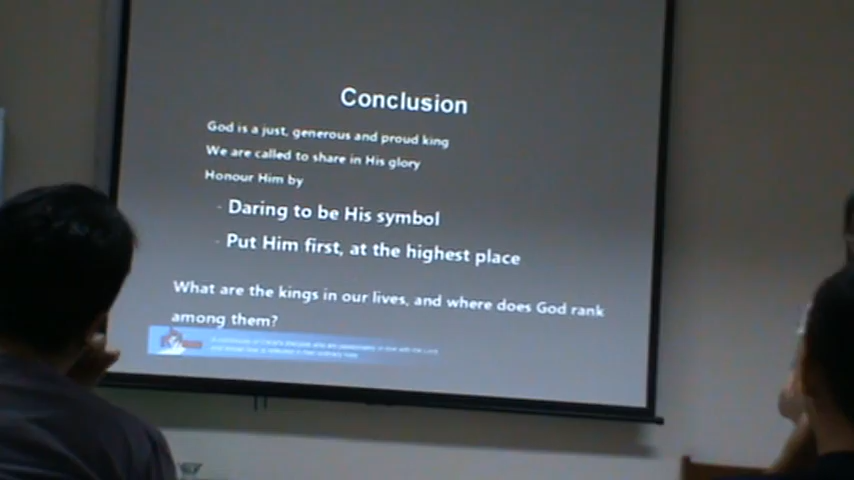 Conclusion
God is a just, generous and proud king
We are called to share in His glory
Honour Him by
- Daring to be His symbol
- Put Him first, at the highest place
What are the kings in our lives, and where does God rank
among them?